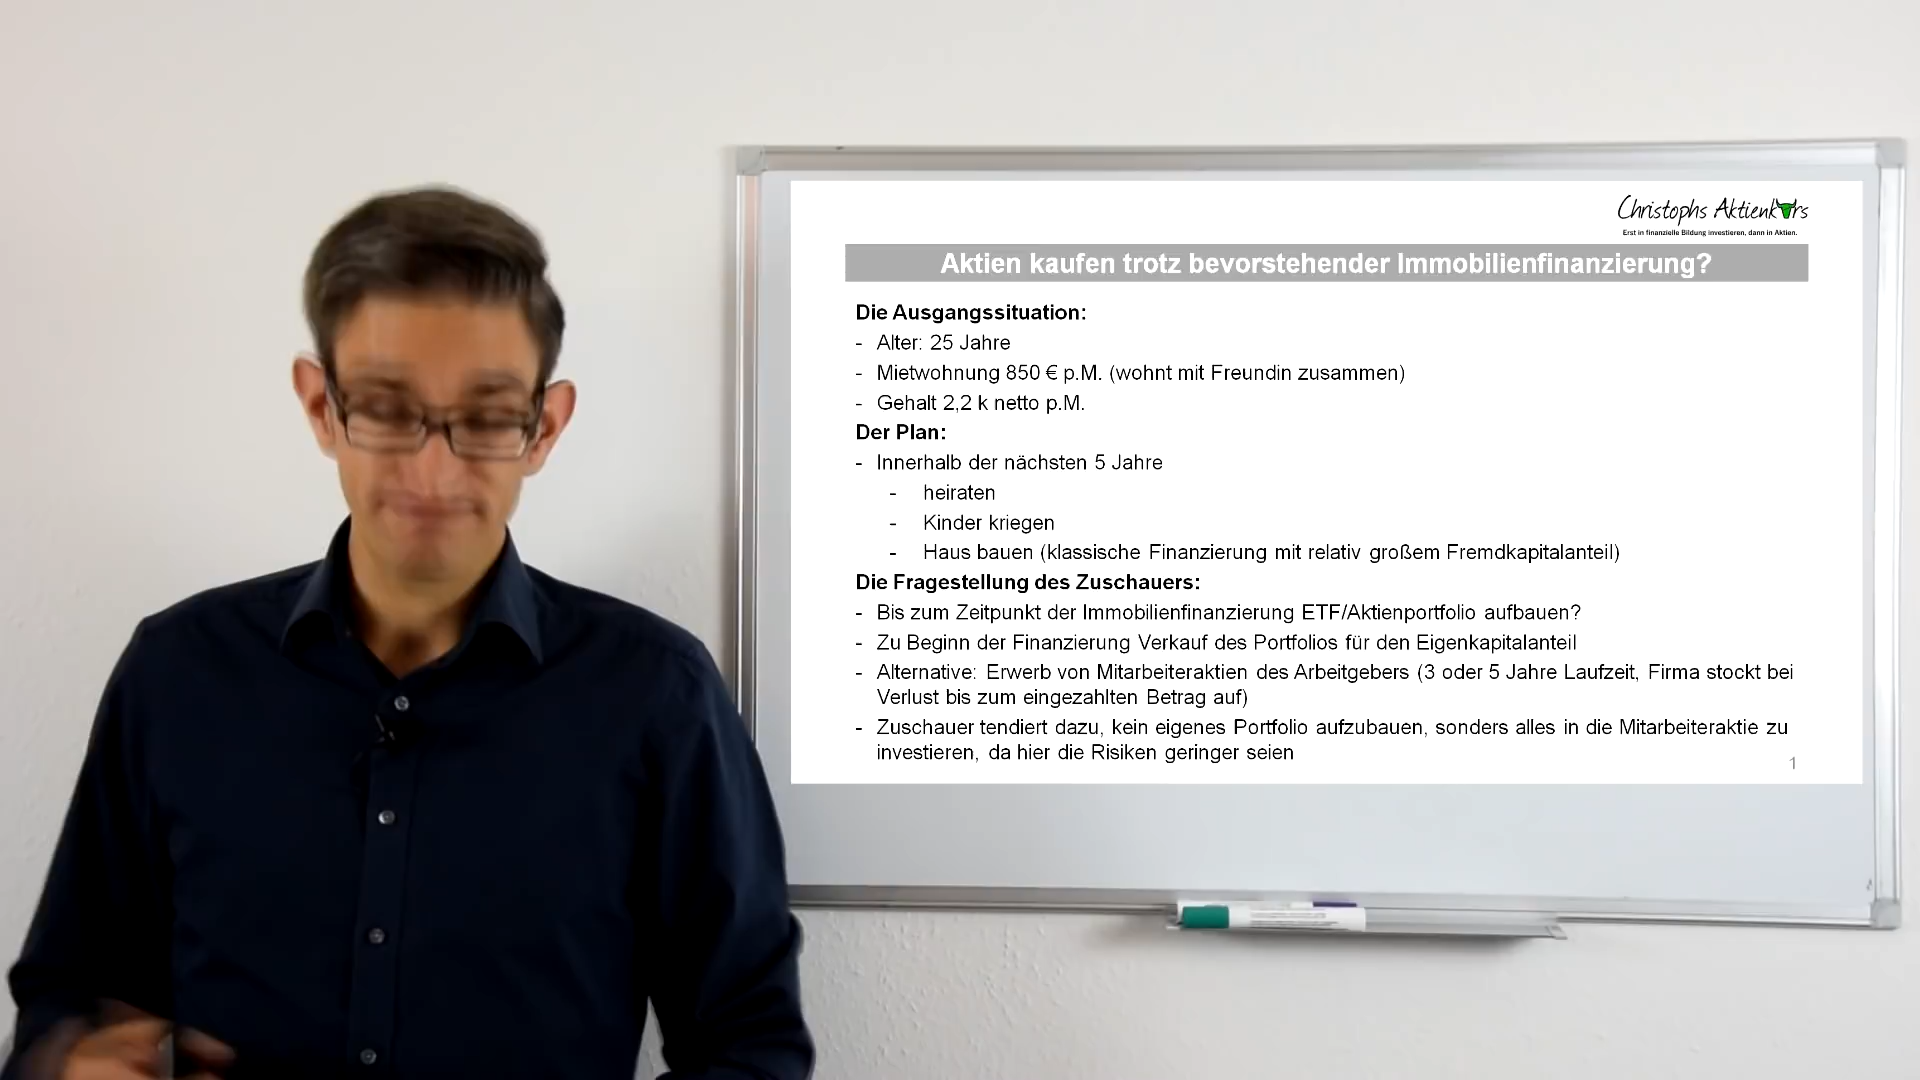 Christophs Aktienkurs
Erst in finanzielle Bildung investieren, dann in Aktien.
Aktien kaufen trotz bevorstehender Immobilienfinanzierung?
Die Ausgangssituation:
- Alter: 25 Jahre
- Mietwohnung 850 € p.M. (wohnt mit Freundin zusammen)
- Gehalt 2,2 k netto p.M.
Der Plan:
- Innerhalb der nächsten 5 Jahre
- heiraten
- Kinder kriegen
- Haus bauen (klassische Finanzierung mit relativ großem Fremdkapitalanteil)
Die Fragestellung des Zuschauers:
- Bis zum Zeitpunkt der Immobilienfinanzierung ETF/Aktienportfolio aufbauen?
- Zu Beginn der Finanzierung Verkauf des Portfolios für den Eigenkapitalanteil
- Alternative: Erwerb von Mitarbeiteraktien des Arbeitgebers (3 oder 5 Jahre Laufzeit, Firma stockt bei
Verlust bis zum eingezahlten Betrag auf)
- Zuschauer tendiert dazu, kein eigenes Portfolio aufzubauen, sonders alles in die Mitarbeiteraktie zu
investieren, da hier die Risiken geringer seien
1